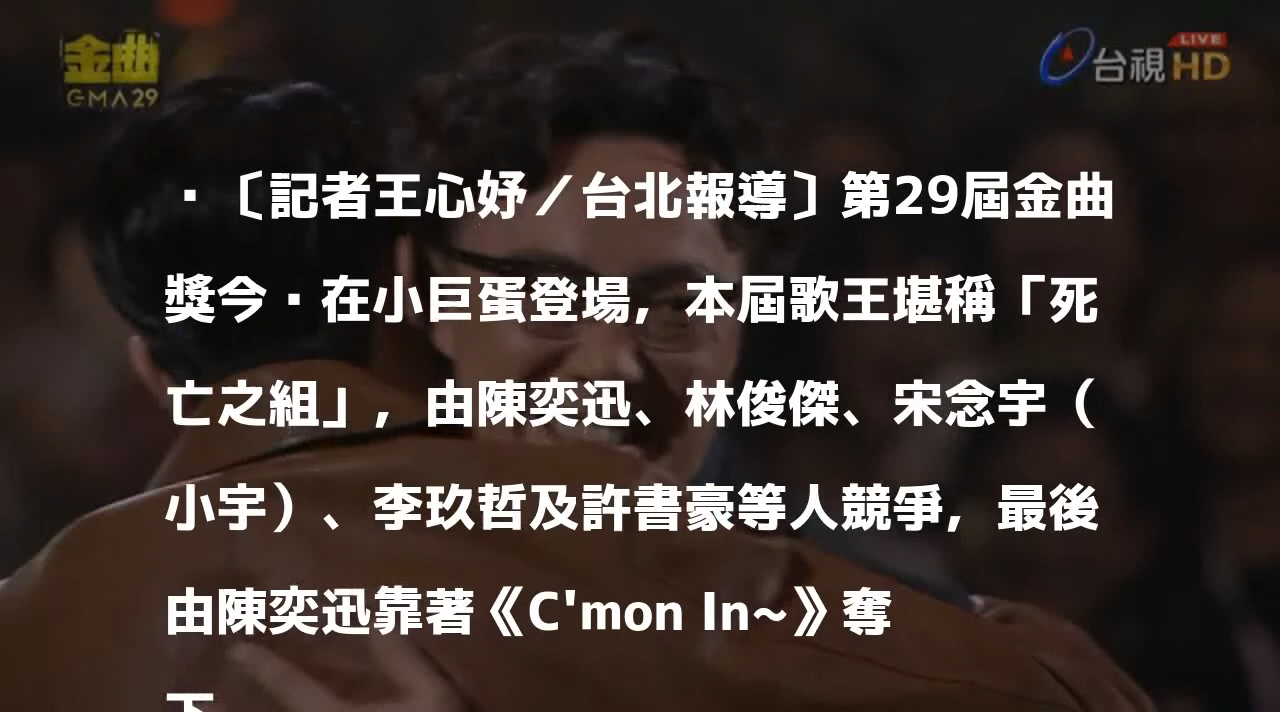 金曲
GMA29
LIVE
台視HD
▪〔記者王心妤／台北報導〕第29屆金曲
獎今▪在小巨蛋登場，本屆歌王堪稱「死
亡之組」，由陳奕迅、林俊傑、宋念宇（
小宇）、李玖哲及許書豪等人競爭，最後
由陳奕迅靠著《C'mon In~》奪
下